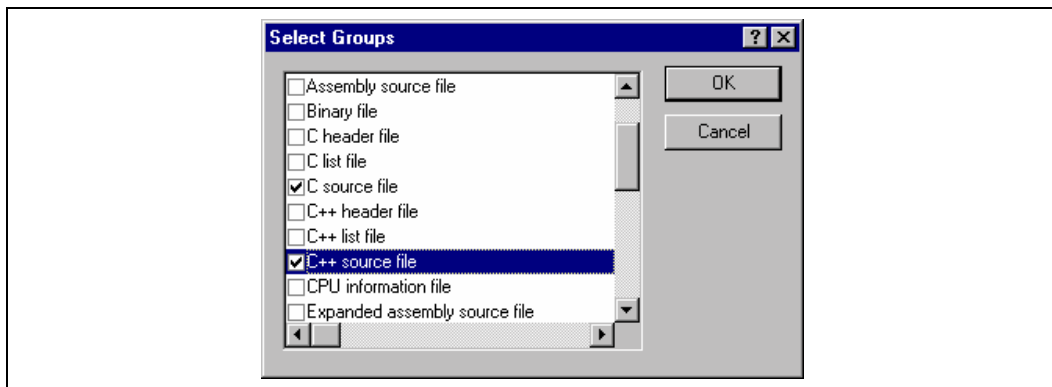 Select Groups
Assembly source file
Binary file
C header file
C list file
C source file
C++ header file
C++ list file
C++ source file
CPU information file
Expanded assembly source file
OK
Cancel